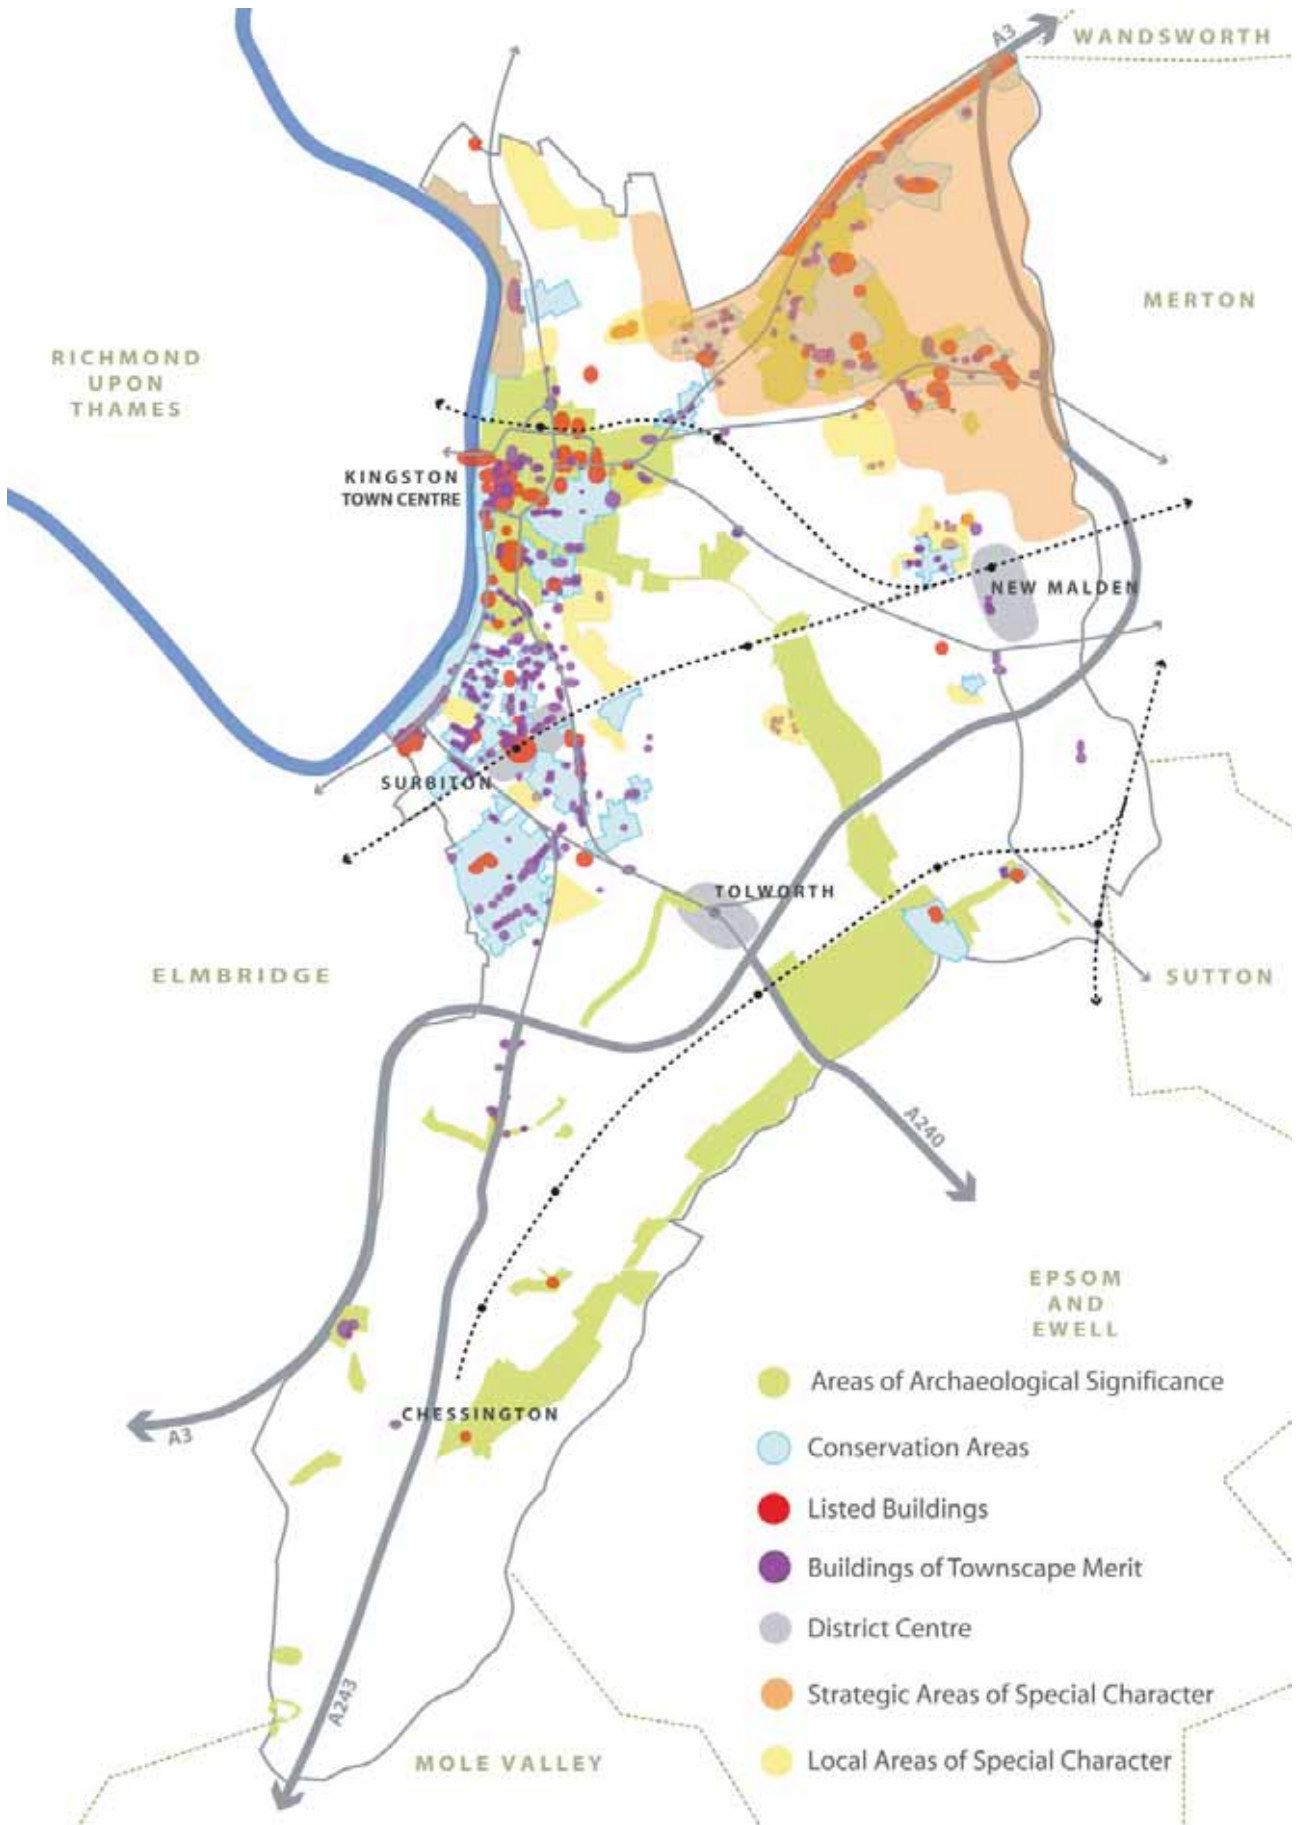 A3
WANDSWORTH
MERTON
RICHMOND
UPON
THAMES
KINGSTON
TOWN CENTRE
NEW MALDEN
SURBITON
TOLWORTH
ELMBRIDGE
SUTTON
A240
EPSOM
AND
EWELL
Areas of Archaeological Significance
CHESSINGTON
A3
Conservation Areas
Listed Buildings
Buildings of Townscape Merit
District Centre
Strategic Areas of Special Character
A243
MOLE VALLEY
Local Areas of Special Character